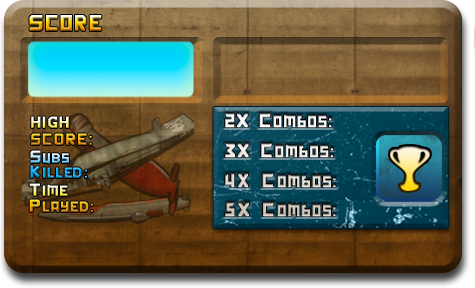 SCORE
HIGH
SCORE:
Subs
Killed:
Time
Played:
2X Combos:
3X Combos:
4X Combos:
5X Combos: